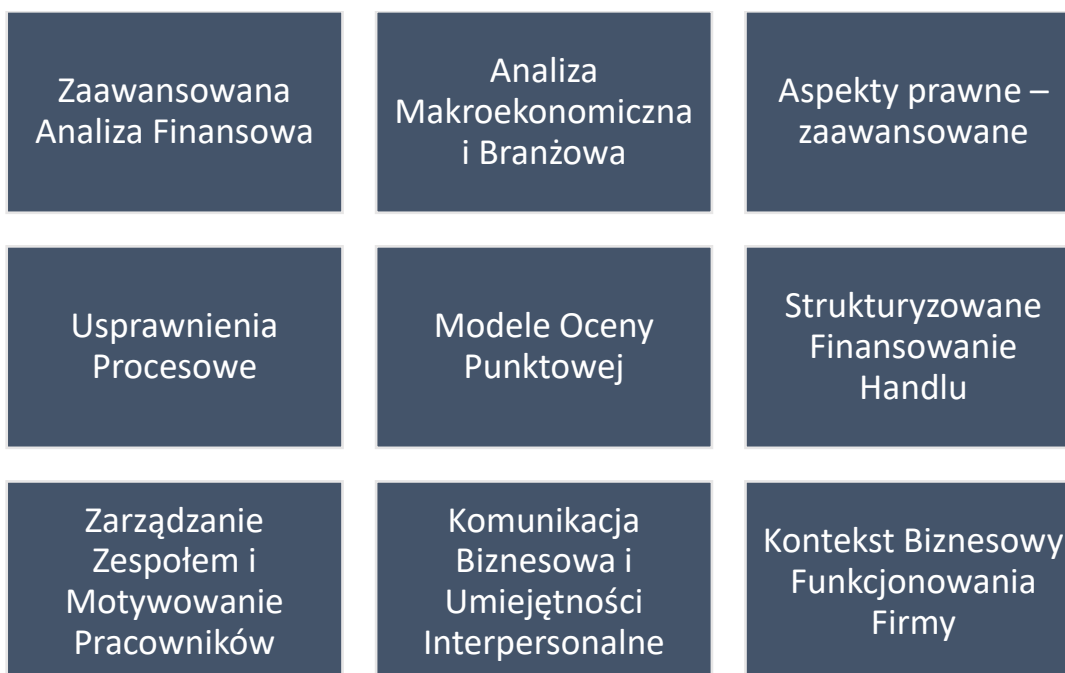 Zaawansowana
Analiza Finansowa
Analiza
Makroekonomiczna
i Branżowa
Aspekty prawne –
zaawansowane
Usprawnienia
Procesowe
Modele Oceny
Punktowej
Strukturyzowane
Finansowanie
Handlu
Zarządzanie
Zespołem i
Motywowanie
Pracowników
Komunikacja
Biznesowa i
Umiejętności
Interpersonalne
Kontekst Biznesowy
Funkcjonowania
Firmy